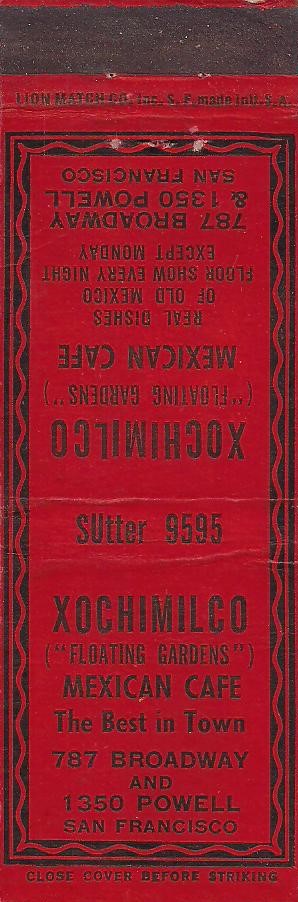 LION MATCH CO. Inc. S. F. made in U. S. A.
XOCHIMILCO
("FLOATING GARDENS")
MEXICAN CAFE
REAL DISHES
OF OLD MEXICO
FLOOR SHOW EVERY NIGHT
EXCEPT MONDAY
787 BROADWAY
& 1350 POWELL
SAN FRANCISCO
SUtter 9595
XOCHIMILCO
("FLOATING GARDENS")
MEXICAN CAFE
The Best in Town
787 BROADWAY
AND
1350 POWELL
SAN FRANCISCO
CLOSE COVER BEFORE STRIKING